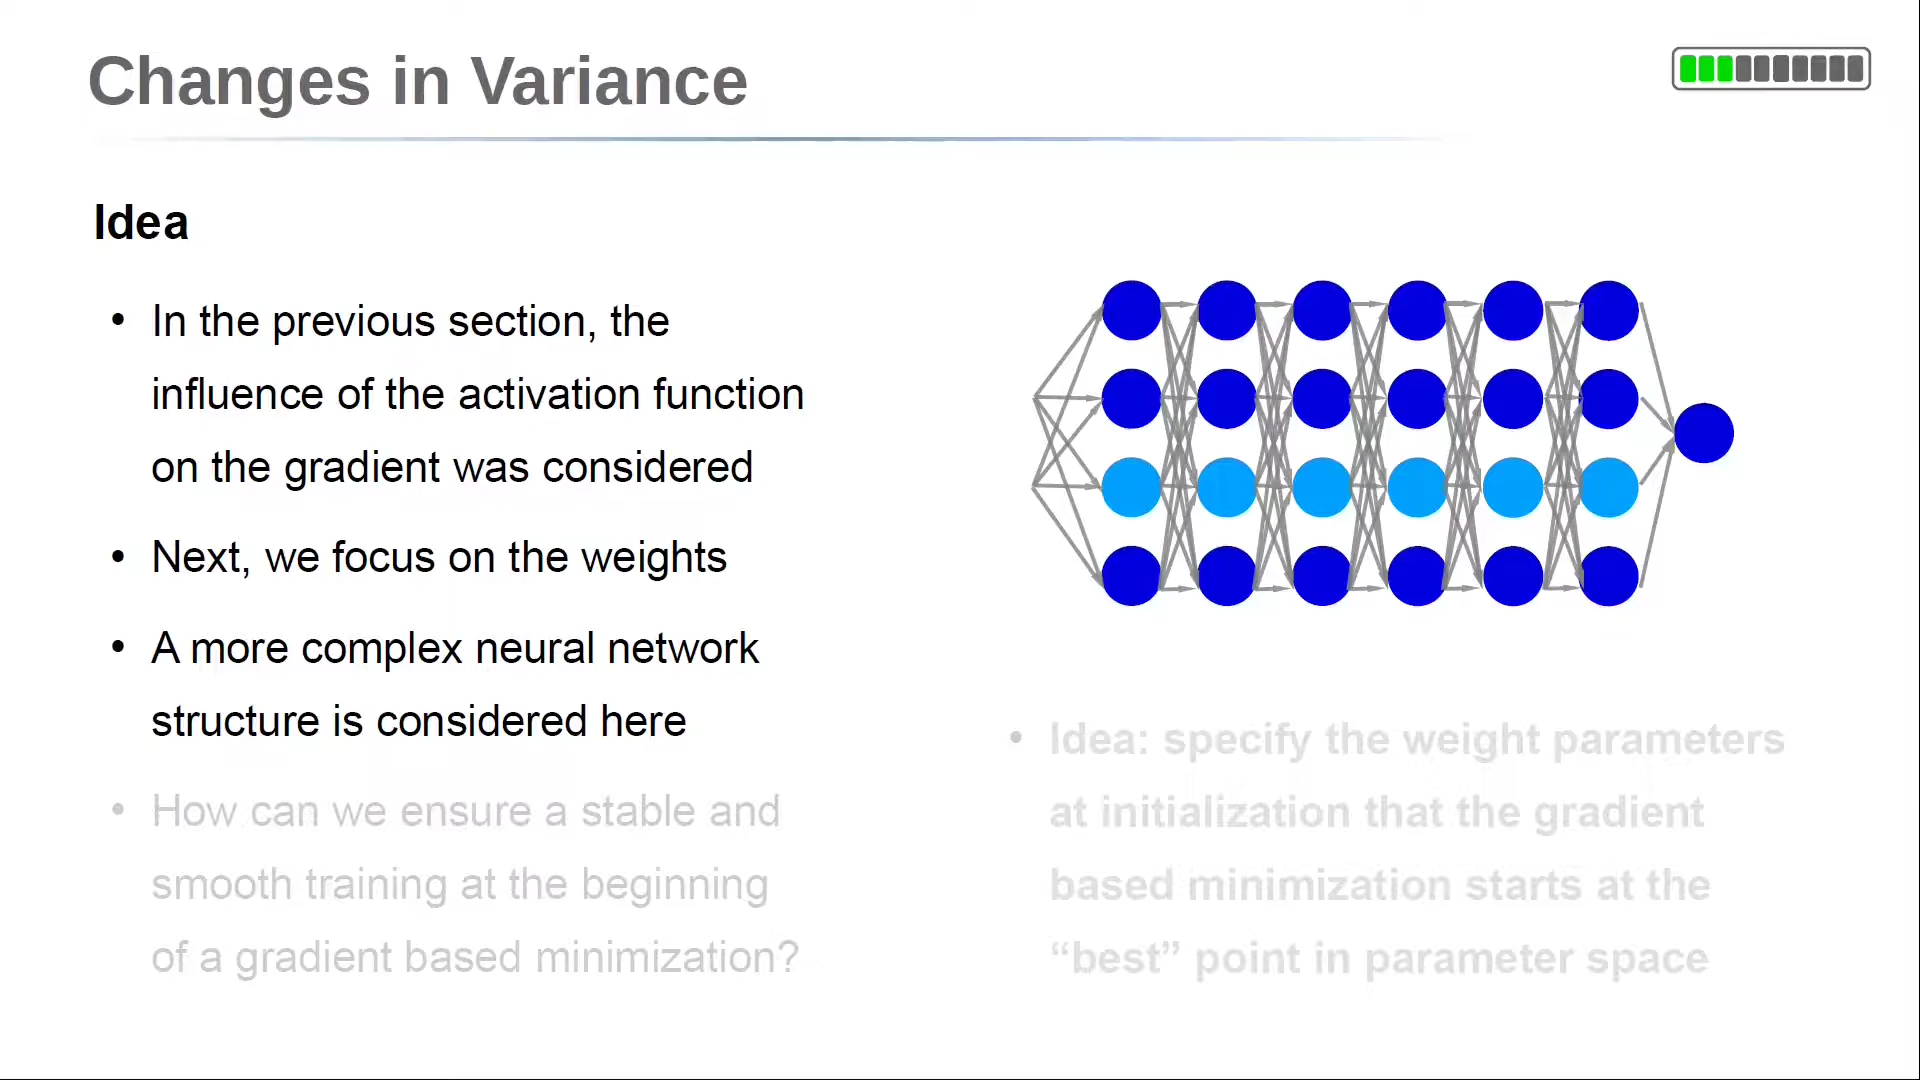 Changes in Variance
Idea
• In the previous section, the
influence of the activation function
on the gradient was considered
• Next, we focus on the weights
• A more complex neural network
structure is considered here
• How can we ensure a stable and
smooth training at the beginning
of a gradient based minimization?
• Idea: specify the weight parameters
at initialization that the gradient
based minimization starts at the
“best” point in parameter space